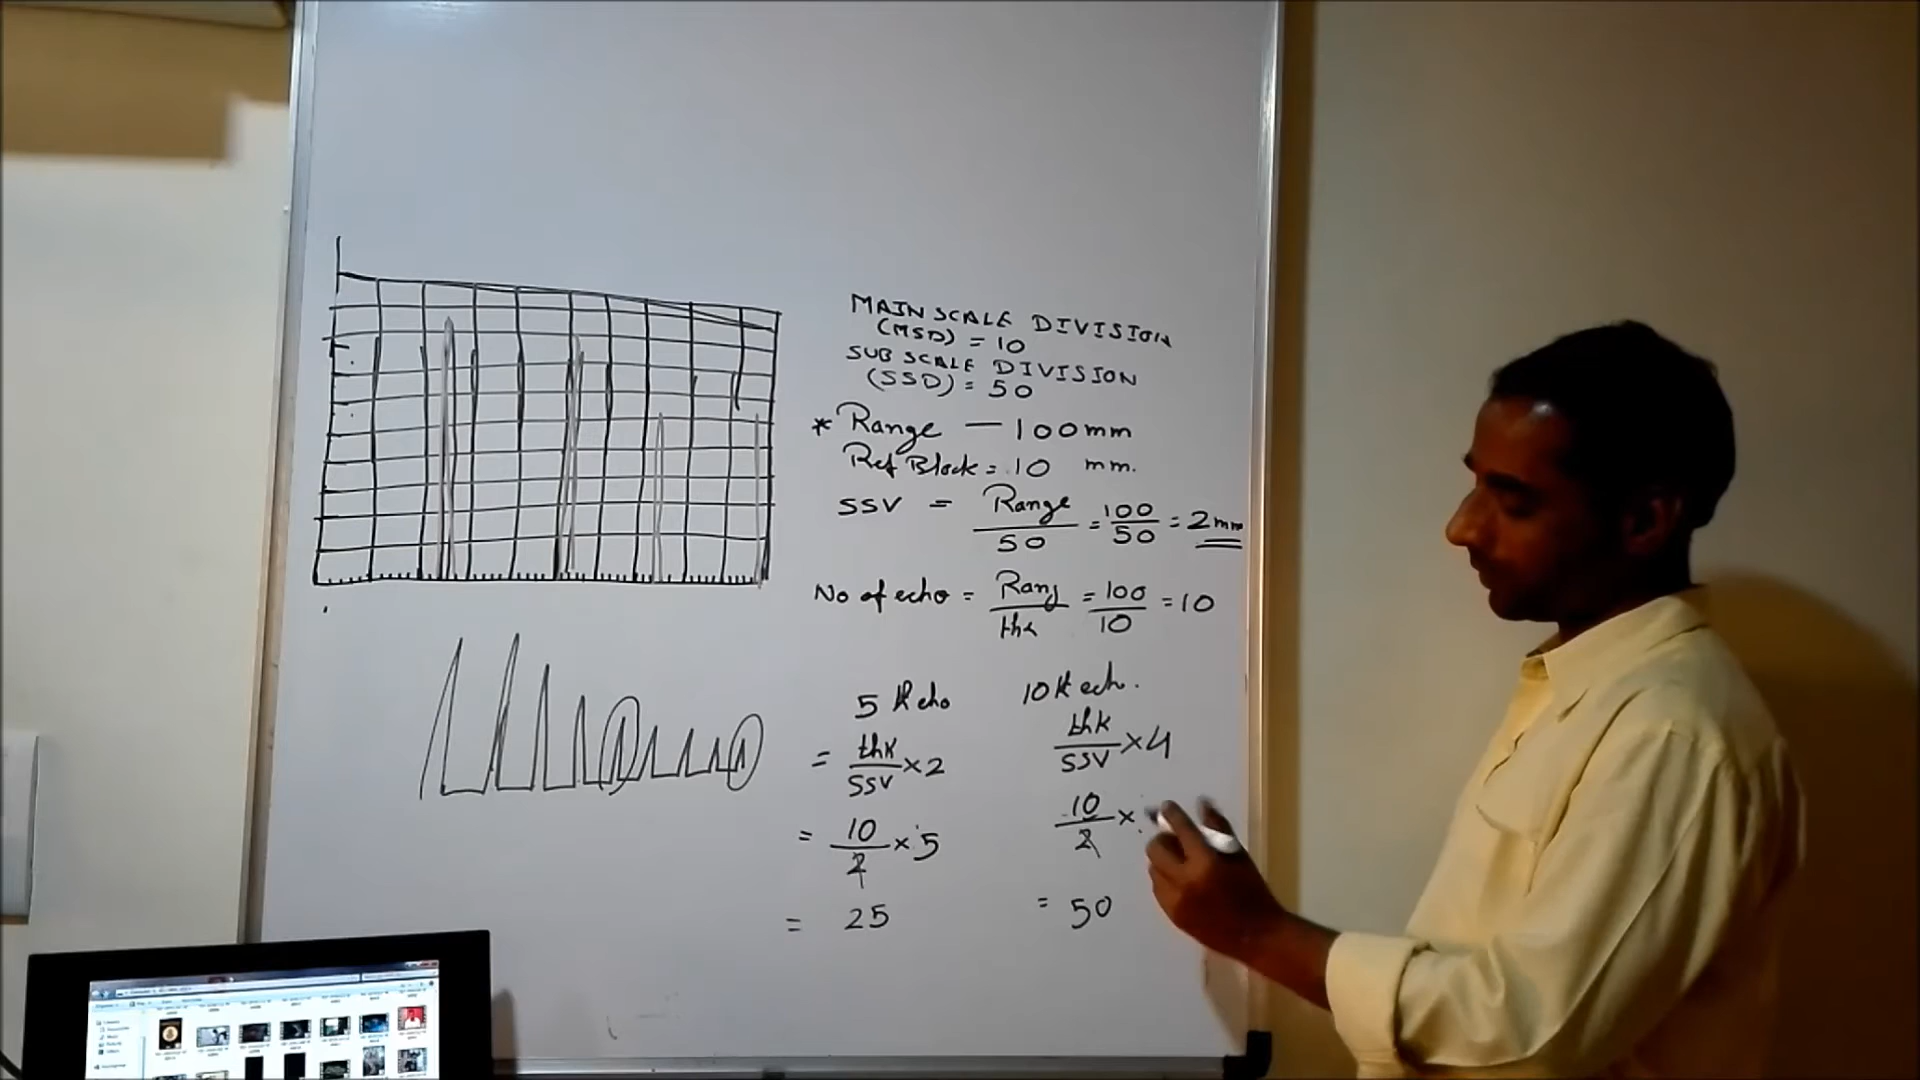 MAIN SCALE DIVISION
(MSD) = 10
SUB SCALE DIVISION
(SSD) = 50
* Range — 100mm
Ref Block = 10 mm.
SSV = Range / 50 = 100 / 50 = 2mm
No of echo = Rang / thk = 100 / 10 = 10
5th echo
= thk / SSV × 2
= 10 / 2 × 5
= 25
10th echo.
thk / SSV × 4
10 / 2 ×
= 50